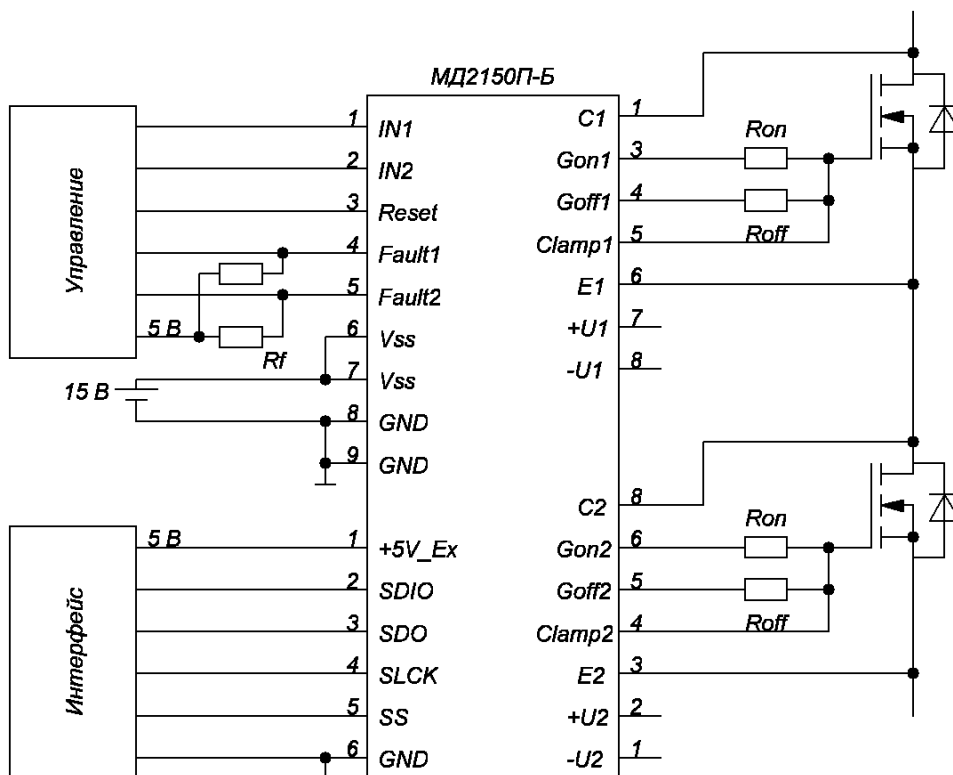 МД2150П-Б
Управление
1 IN1
2 IN2
3 Reset
4 Fault1
5 Fault2
5 В
Rf
6 Vss
7 Vss
15 В
8 GND
9 GND
Интерфейс
5 В
1 +5V_Ex
2 SDIO
3 SDO
4 SLCK
5 SS
6 GND
C1 1
Gon1 3
Ron
Goff1 4
Roff
Clamp1 5
E1 6
+U1 7
-U1 8
C2 8
Gon2 6
Ron
Goff2 5
Roff
Clamp2 4
E2 3
+U2 2
-U2 1